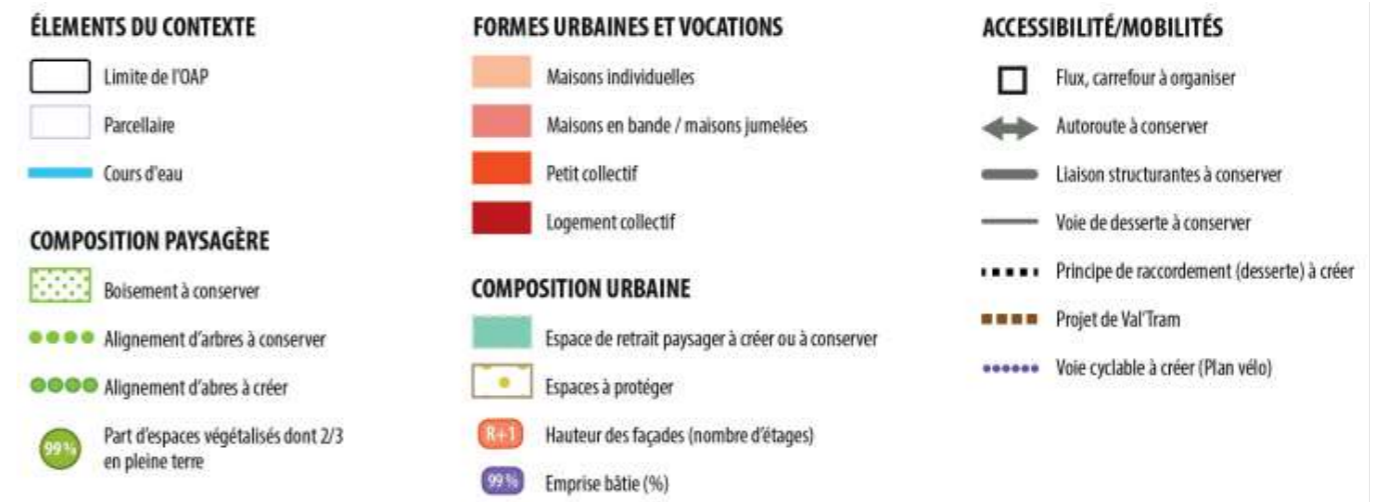 ÉLEMENTS DU CONTEXTE
Limite de l'OAP
Parcellaire
Cours d'eau
COMPOSITION PAYSAGÈRE
Boisement à conserver
Alignement d'arbres à conserver
Alignement d'abres à créer
99%
Part d'espaces végétalisés dont 2/3
en pleine terre
FORMES URBAINES ET VOCATIONS
Maisons individuelles
Maisons en bande / maisons jumelées
Petit collectif
Logement collectif
COMPOSITION URBAINE
Espace de retrait paysager à créer ou à conserver
Espaces à protéger
R+1 Hauteur des façades (nombre d'étages)
99% Emprise bâtie (%)
ACCESSIBILITÉ/MOBILITÉS
Flux, carrefour à organiser
Autoroute à conserver
Liaison structurantes à conserver
Voie de desserte à conserver
Principe de raccordement (desserte) à créer
Projet de Val'Tram
Voie cyclable à créer (Plan vélo)